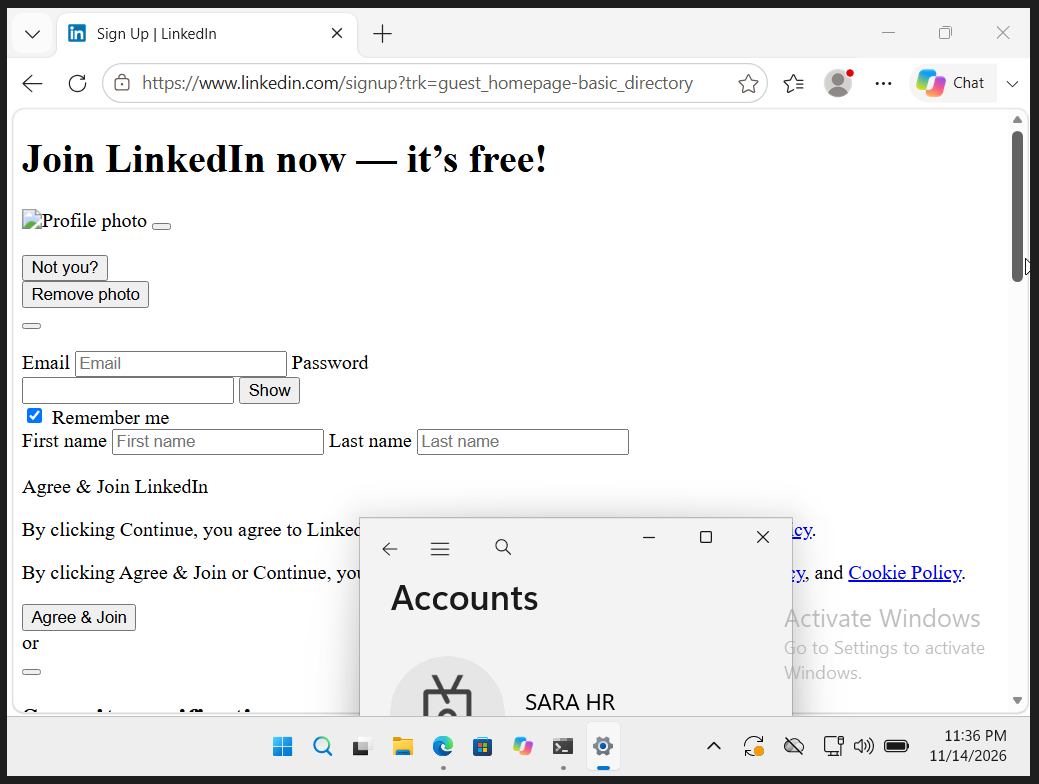 Sign Up | LinkedIn
https://www.linkedin.com/signup?trk=guest_homepage-basic_directory
Chat
Join LinkedIn now — it’s free!
Profile photo
Not you?
Remove photo
Email Email Password
Show
Remember me
First name First name Last name Last name
Agree & Join LinkedIn
By clicking Continue, you agree to Linked icy.
By clicking Agree & Join or Continue, you cy, and Cookie Policy.
Agree & Join
or
Accounts
SARA HR
Activate Windows
Go to Settings to activate
Windows.
11:36 PM
11/14/2026